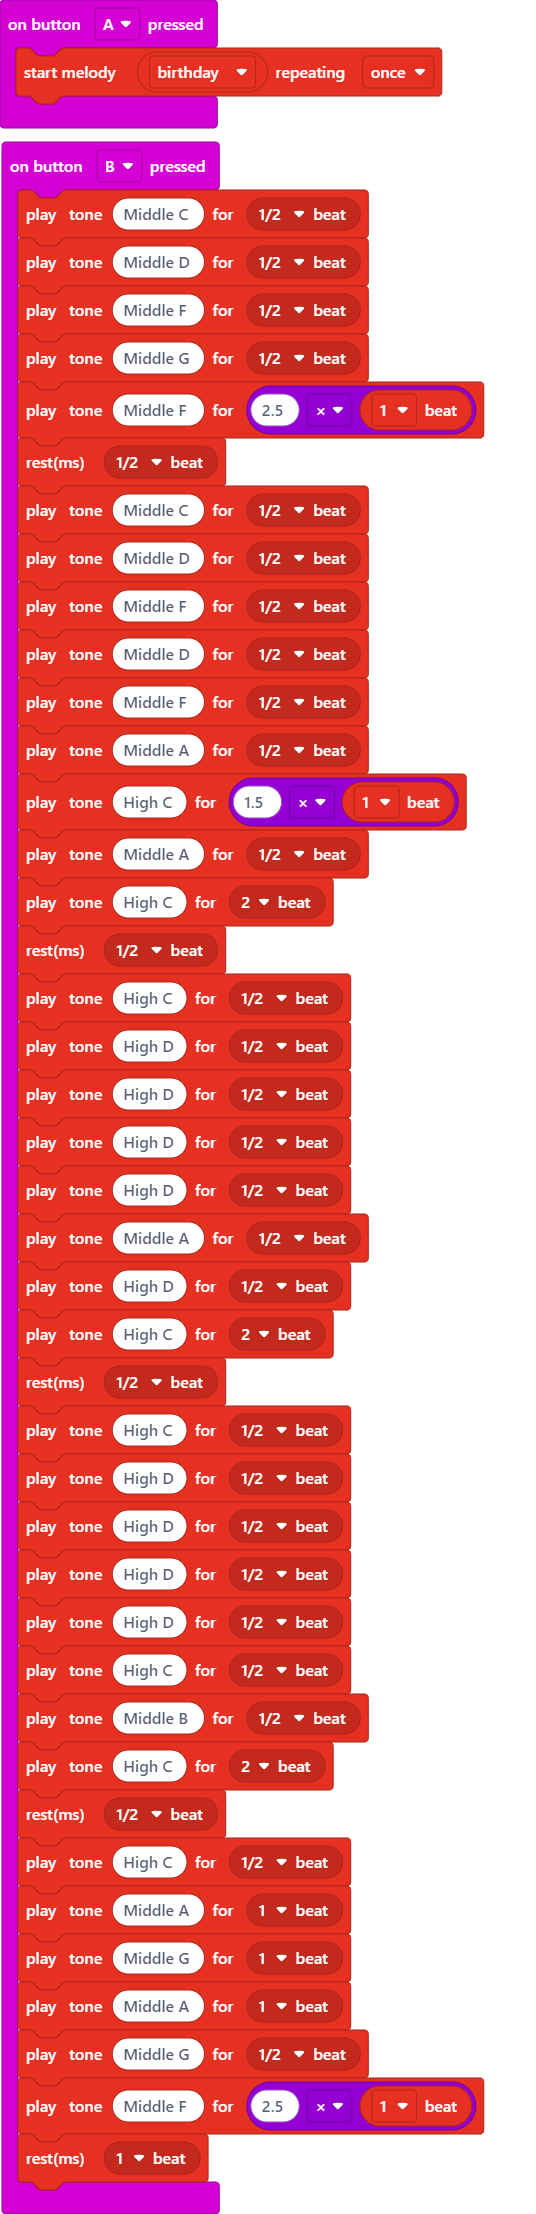 on button A pressed
start melody birthday repeating once
on button B pressed
play tone Middle C for 1/2 beat
play tone Middle D for 1/2 beat
play tone Middle F for 1/2 beat
play tone Middle G for 1/2 beat
play tone Middle F for 2.5 × 1 beat
rest(ms) 1/2 beat
play tone Middle C for 1/2 beat
play tone Middle D for 1/2 beat
play tone Middle F for 1/2 beat
play tone Middle D for 1/2 beat
play tone Middle F for 1/2 beat
play tone Middle A for 1/2 beat
play tone High C for 1.5 × 1 beat
play tone Middle A for 1/2 beat
play tone High C for 2 beat
rest(ms) 1/2 beat
play tone High C for 1/2 beat
play tone High D for 1/2 beat
play tone High D for 1/2 beat
play tone High D for 1/2 beat
play tone High D for 1/2 beat
play tone Middle A for 1/2 beat
play tone High D for 1/2 beat
play tone High C for 2 beat
rest(ms) 1/2 beat
play tone High C for 1/2 beat
play tone High D for 1/2 beat
play tone High D for 1/2 beat
play tone High D for 1/2 beat
play tone High D for 1/2 beat
play tone High C for 1/2 beat
play tone Middle B for 1/2 beat
play tone High C for 2 beat
rest(ms) 1/2 beat
play tone High C for 1/2 beat
play tone Middle A for 1 beat
play tone Middle G for 1 beat
play tone Middle A for 1 beat
play tone Middle G for 1/2 beat
play tone Middle F for 2.5 × 1 beat
rest(ms) 1 beat